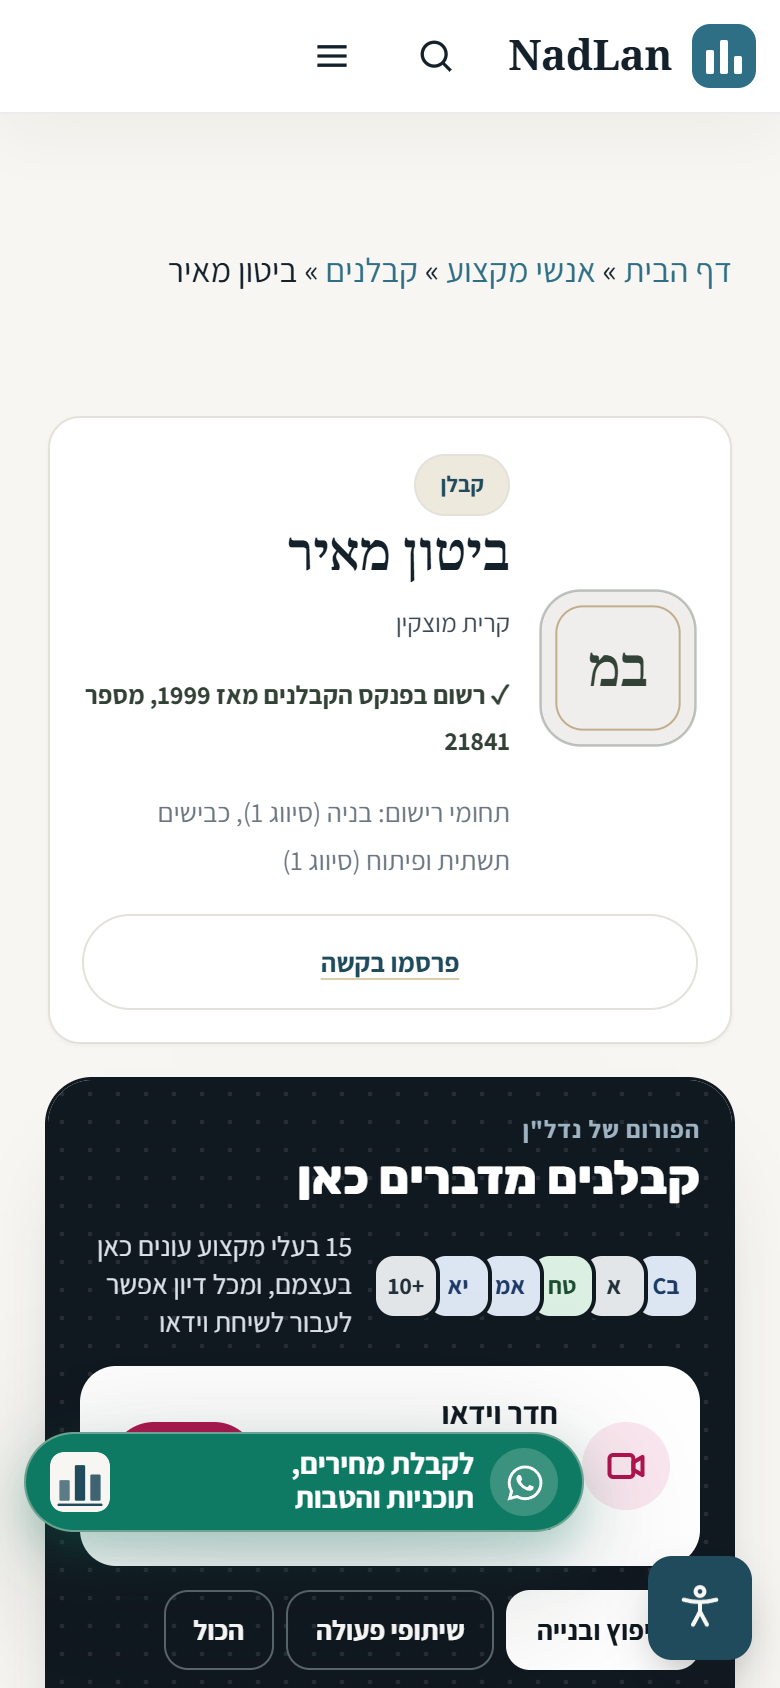 NadLan
דף הבית » אנשי מקצוע » קבלנים » ביטון מאיר
קבלן
ביטון מאיר
קרית מוצקין
במ
✓ רשום בפנקס הקבלנים מאז 1999, מספר
21841
תחומי רישום: בניה (סיווג 1), כבישים
תשתית ופיתוח (סיווג 1)
פרסמו בקשה
הפורום של נדל"ן
קבלנים מדברים כאן
בC
א
טח
אמ
יא
+10
15 בעלי מקצוע עונים כאן
בעצמם, ומכל דיון אפשר
לעבור לשיחת וידאו
חדר וידאו
לקבלת מחירים,
תוכניות והטבות
ובנייה
שיתופי פעולה
הכול